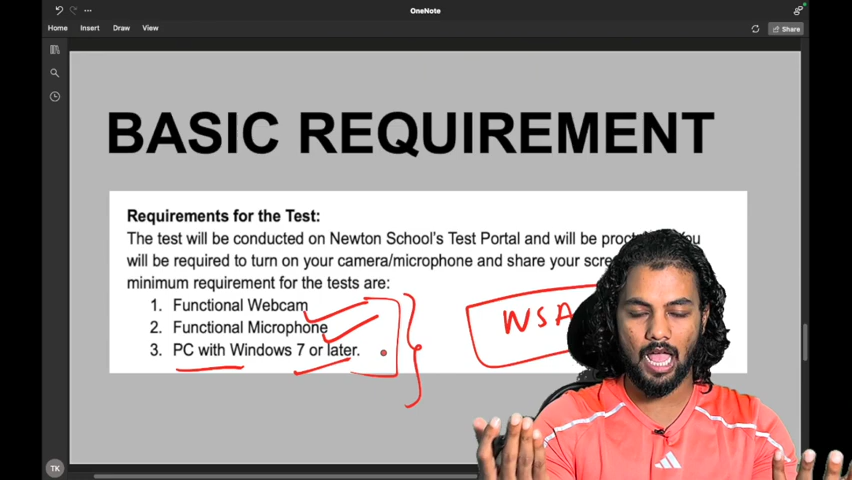 OneNote
Home Insert Draw View
Share
BASIC REQUIREMENT
Requirements for the Test:
The test will be conducted on Newton School's Test Portal and will be You
will be required to turn on your camera/microphone and share your
minimum requirement for the tests are:
1. Functional Webcam
2. Functional Microphone
3. PC with Windows 7 or later.
NSA
TK